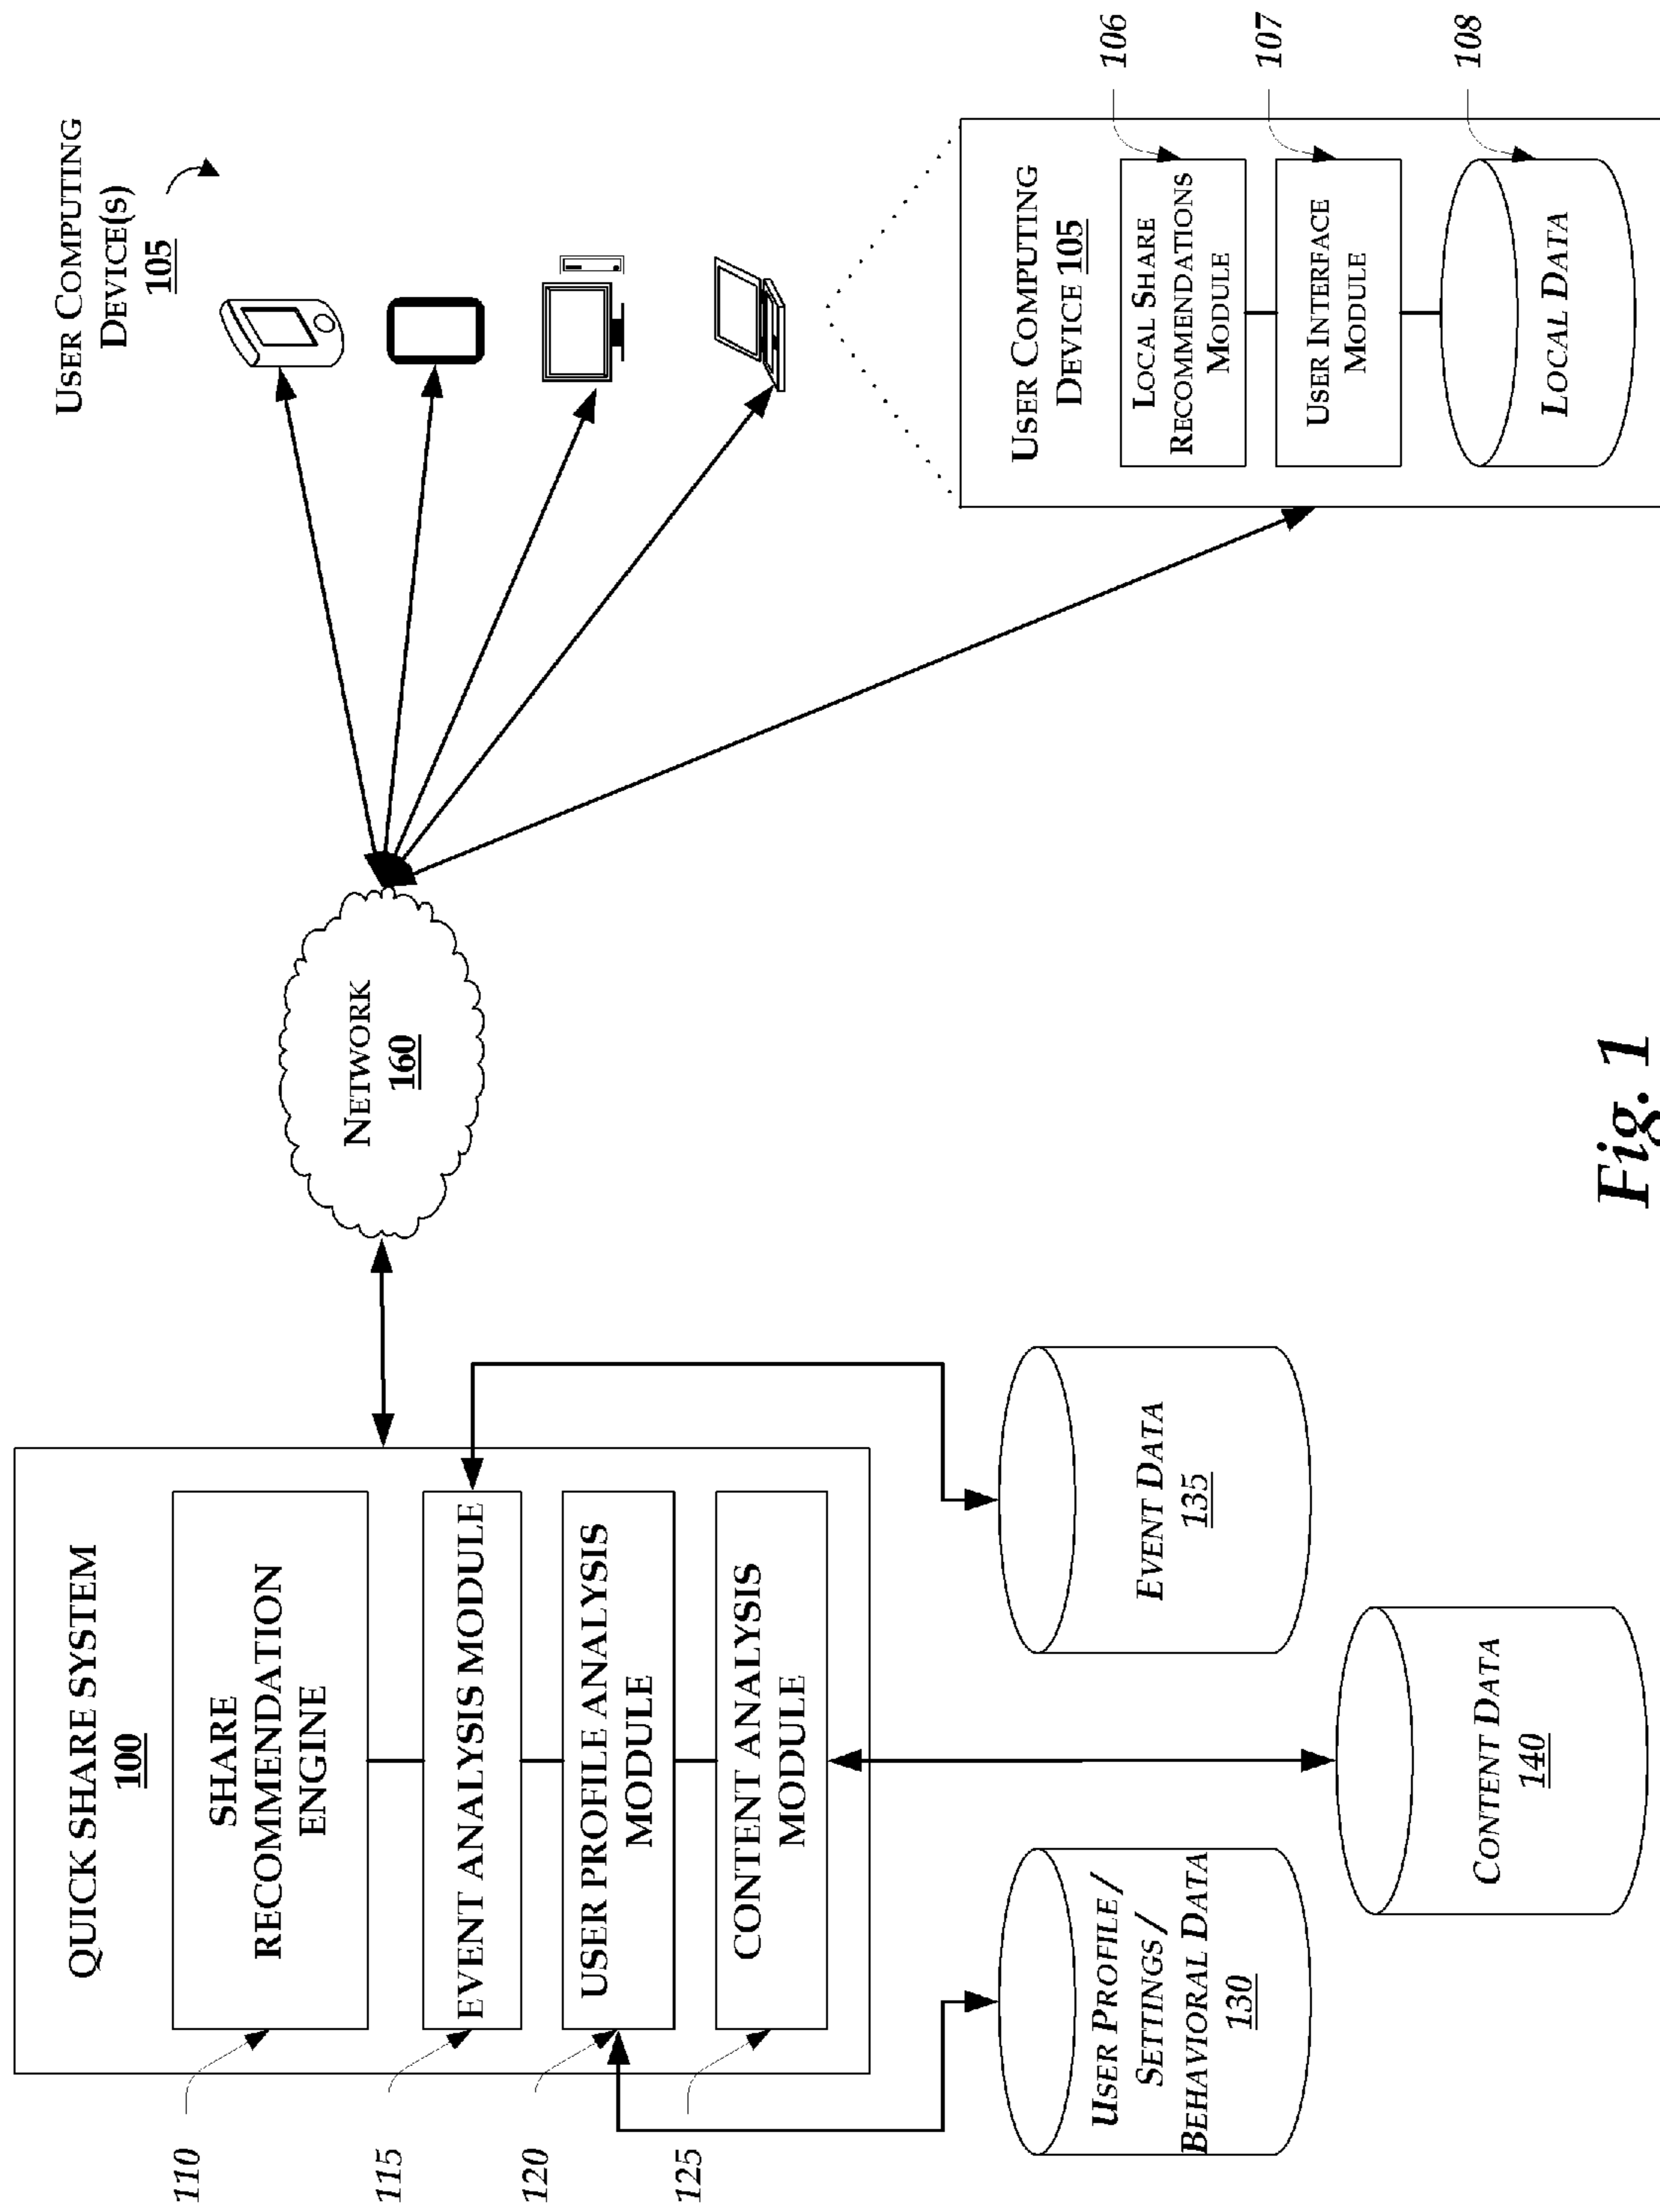 QUICK SHARE SYSTEM
100
SHARE
RECOMMENDATION
ENGINE
EVENT ANALYSIS MODULE
USER PROFILE ANALYSIS
MODULE
CONTENT ANALYSIS
MODULE
110
115
120
125
USER PROFILE /
SETTINGS /
BEHAVIORAL DATA
130
CONTENT DATA
140
EVENT DATA
135
NETWORK
160
USER COMPUTING
DEVICE(S)
105
USER COMPUTING
DEVICE 105
LOCAL SHARE
RECOMMENDATIONS
MODULE
USER INTERFACE
MODULE
LOCAL DATA
106
107
108
Fig. 1